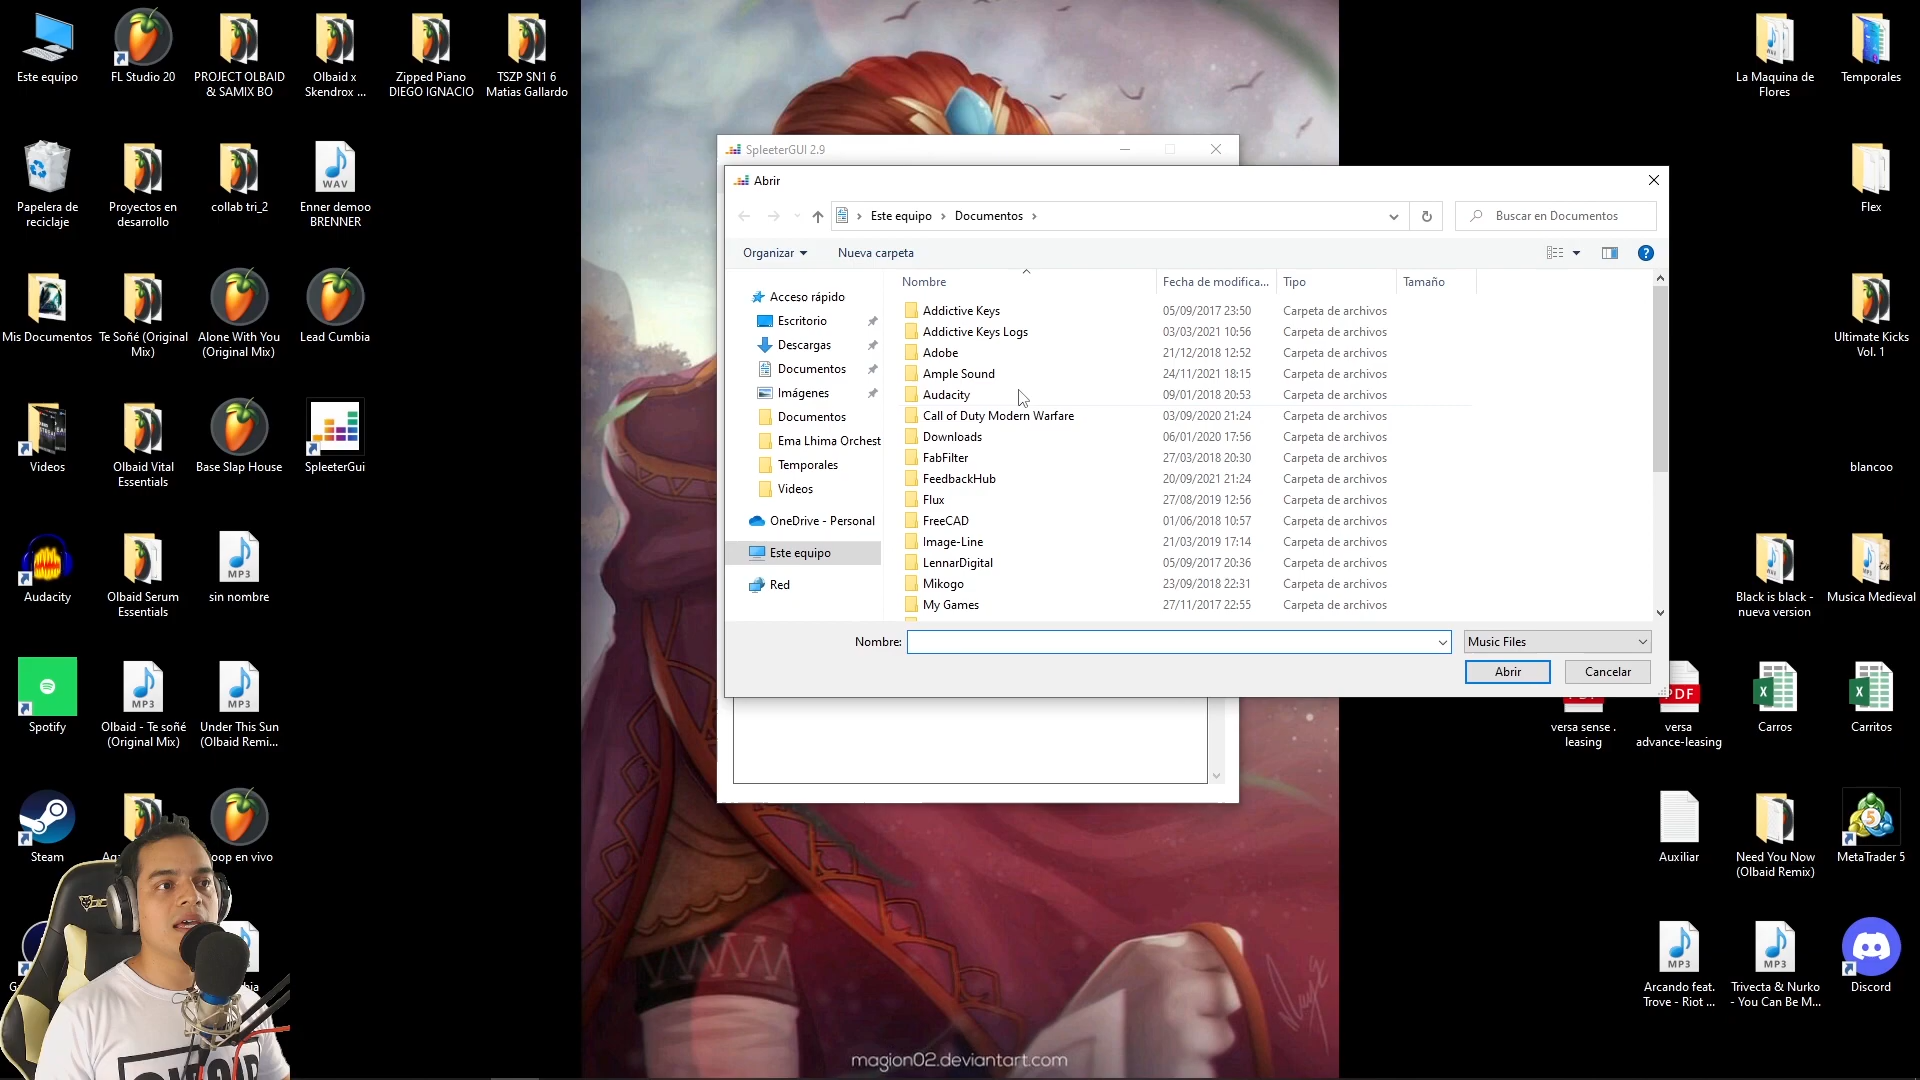 Este equipo
FL Studio 20
PROJECT OLBAID
& SAMIX BO
Olbaid x
Skendrox ...
Zipped Piano
DIEGO IGNACIO
TSZP SN1 6
Matias Gallardo
La Maquina de
Flores
Temporales
Papelera de
reciclaje
Proyectos en
desarrollo
collab tri_2
WAV
Enner demoo
BRENNER
Flex
Mis Documentos
Te Soñé (Original
Mix)
Alone With You
(Original Mix)
Lead Cumbia
Ultimate Kicks
Vol. 1
Videos
Olbaid Vital
Essentials
Base Slap House
SpleeterGui
blancoo
Audacity
Olbaid Serum
Essentials
MP3
sin nombre
Black is black -
nueva version
Musica Medieval
Spotify
MP3
Olbaid - Te soñé
(Original Mix)
MP3
Under This Sun
(Olbaid Remi...
versa sense .
leasing
PDF
versa
advance-leasing
Carros
Carritos
Steam
oop en vivo
Auxiliar
Need You Now
(Olbaid Remix)
5
MetaTrader 5
MP3
Arcando feat.
Trove - Riot ...
MP3
Trivecta & Nurko
- You Can Be M...
Discord
SpleeterGUI 2.9
Abrir
Este equipo
Documentos
Buscar en Documentos
Organizar
Nueva carpeta
Acceso rápido
Escritorio
Descargas
Documentos
Imágenes
Documentos
Ema Lhima Orchest
Temporales
Videos
OneDrive - Personal
Este equipo
Red
Nombre Fecha de modifica... Tipo Tamaño
Addictive Keys 05/09/2017 23:50 Carpeta de archivos
Addictive Keys Logs 03/03/2021 10:56 Carpeta de archivos
Adobe 21/12/2018 12:52 Carpeta de archivos
Ample Sound 24/11/2021 18:15 Carpeta de archivos
Audacity 09/01/2018 20:53 Carpeta de archivos
Call of Duty Modern Warfare 03/09/2020 21:24 Carpeta de archivos
Downloads 06/01/2020 17:56 Carpeta de archivos
FabFilter 27/03/2018 20:30 Carpeta de archivos
FeedbackHub 20/09/2021 21:24 Carpeta de archivos
Flux 27/08/2019 12:56 Carpeta de archivos
FreeCAD 01/06/2018 10:57 Carpeta de archivos
Image-Line 21/03/2019 17:14 Carpeta de archivos
LennarDigital 05/09/2017 20:36 Carpeta de archivos
Mikogo 23/09/2018 22:31 Carpeta de archivos
My Games 27/11/2017 22:55 Carpeta de archivos
Nombre:
Music Files
Abrir
Cancelar
magion02.deviantart.com